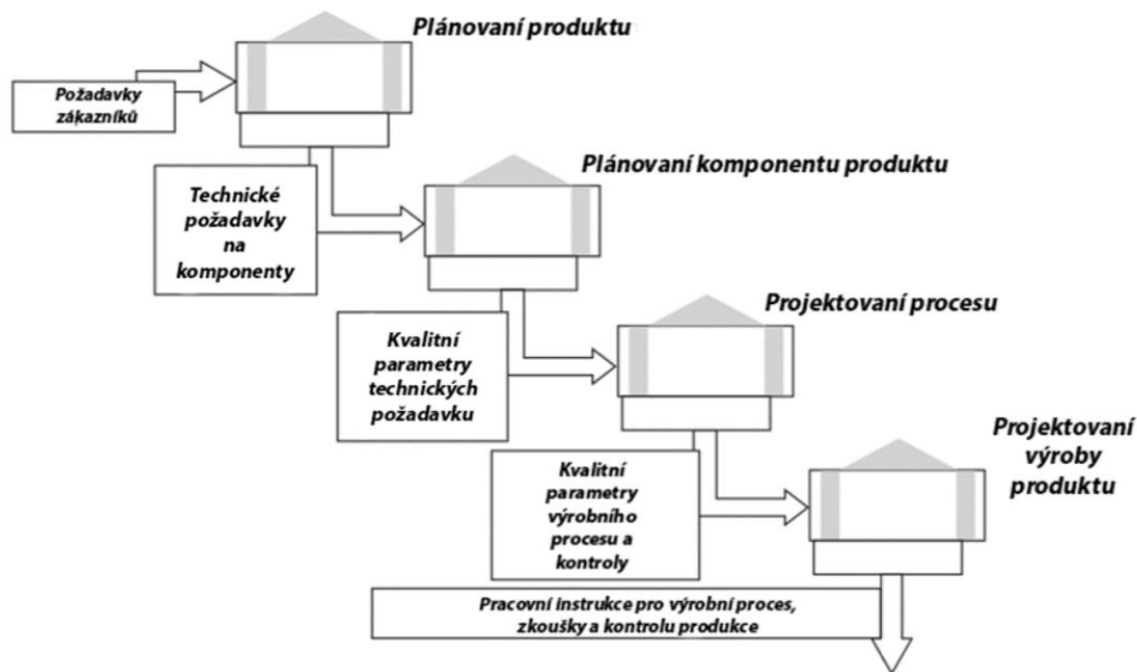 Plánovaní produktu
Požadavky
zákazníků
Plánovaní komponentu produktu
Technické
požadavky
na
komponenty
Projektovaní procesu
Kvalitní
parametry
technických
požadavku
Projektovaní
výroby
produktu
Kvalitní
parametry
výrobního
procesu a
kontroly
Pracovní instrukce pro výrobní proces,
zkoušky a kontrolu produkce